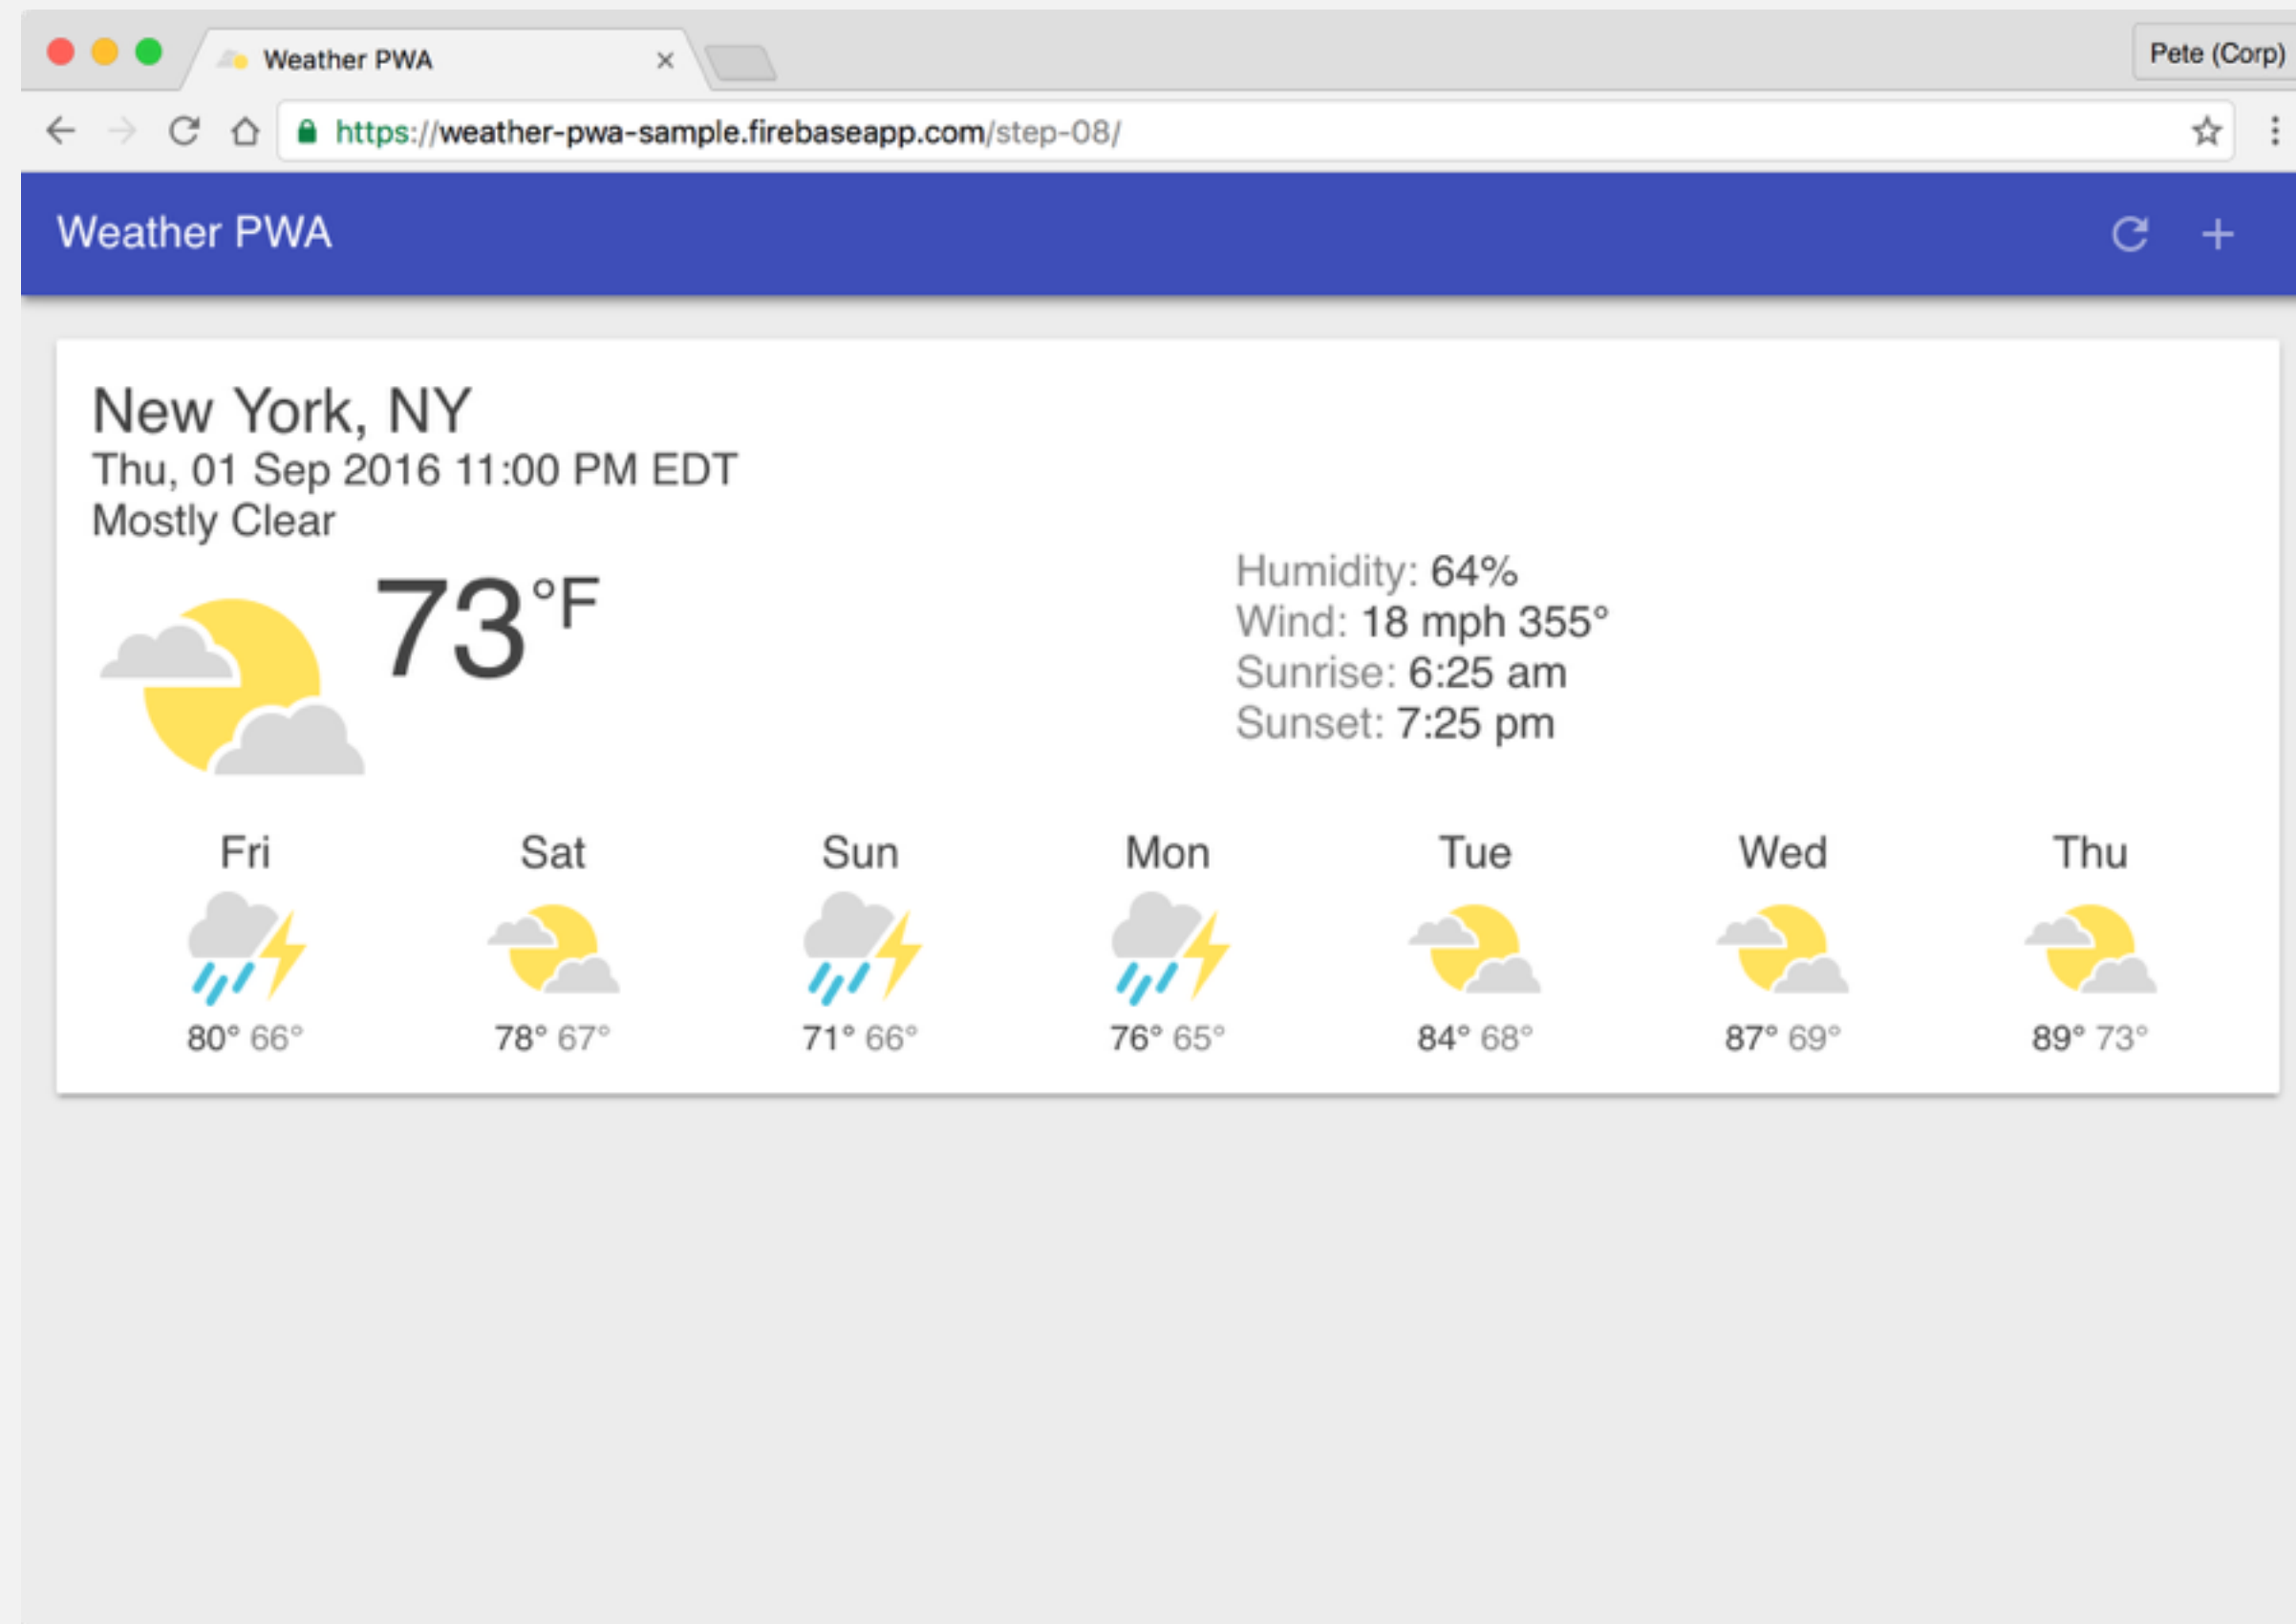 Weather PWA
Pete (Corp)
https://weather-pwa-sample.firebaseapp.com/step-08/
Weather PWA
New York, NY
Thu, 01 Sep 2016 11:00 PM EDT
Mostly Clear
73°F
Humidity: 64%
Wind: 18 mph 355°
Sunrise: 6:25 am
Sunset: 7:25 pm
Fri Sat Sun Mon Tue Wed Thu
80° 66° 78° 67° 71° 66° 76° 65° 84° 68° 87° 69° 89° 73°